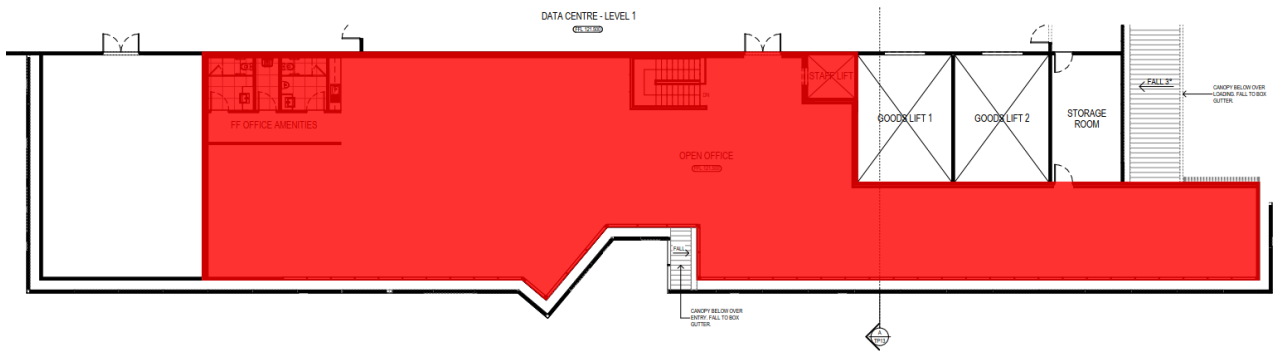 DATA CENTRE - LEVEL 1
FALL 3°
CANOPY BELOW OVER
LOADING. FALL TO BOX
GUTTER.
STAFF LIFT
GOODS LIFT 1
GOODS LIFT 2
STORAGE
ROOM
FF OFFICE AMENITIES
OPEN OFFICE
FALL
CANOPY BELOW OVER
ENTRY. FALL TO BOX
GUTTER.
A
TP13